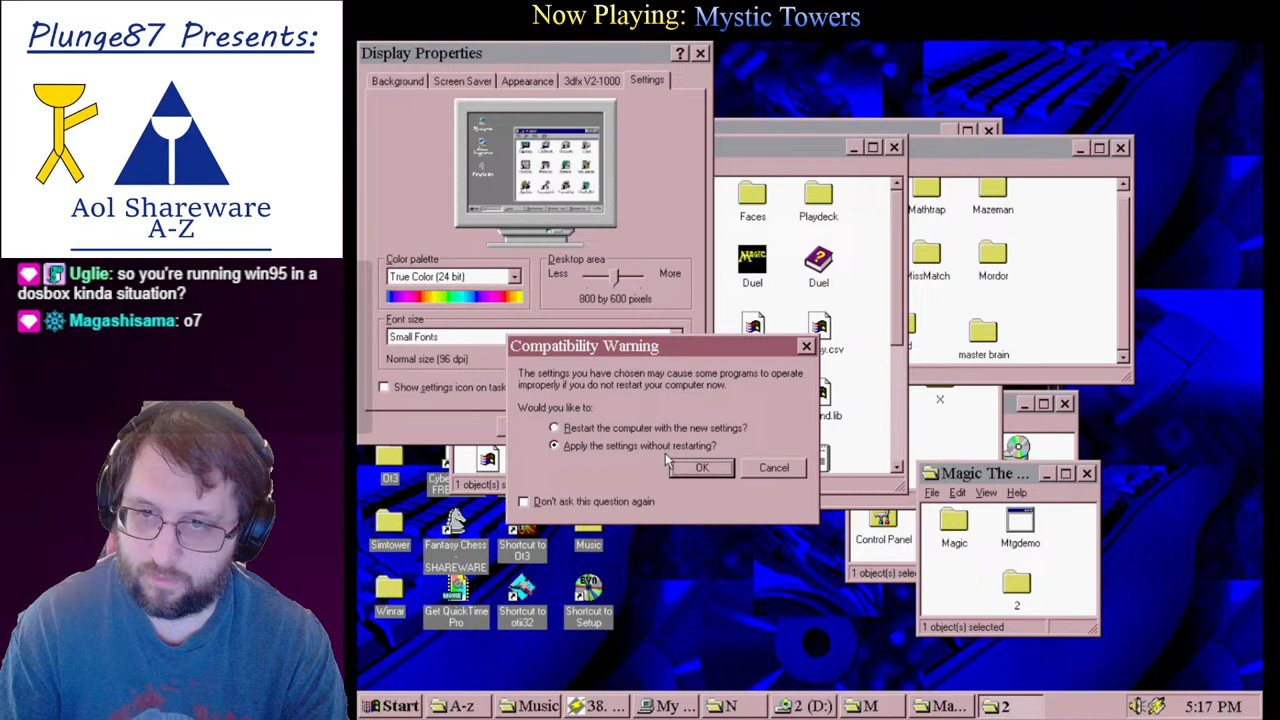 Now Playing: Mystic Towers
Plunge87 Presents:
Aol Shareware
A-Z
Uglie: so you're running win95 in a
dosbox kinda situation?
Magashisama: o7
Display Properties
Background
Screen Saver
Appearance
3dfx V2-1000
Settings
Color palette
True Color (24 bit)
Desktop area
Less
More
800 by 600 pixels
Font size
Small Fonts
Normal size (96 dpi)
Show settings icon on task
Compatibility Warning
The settings you have chosen may cause some programs to operate
improperly if you do not restart your computer now.
Would you like to:
Restart the computer with the new settings?
Apply the settings without restarting?
OK
Cancel
Don't ask this question again
Faces
Playdeck
Duel
Duel
Mathtrap
Mazeman
MissMatch
Mordor
master brain
X
Ot3
1 object(s)
Simtower
Fantasy Chess
- SHAREWARE
Shortcut to
Ot3
Music
Winrar
Get QuickTime
Pro
Shortcut to
otii32
Shortcut to
Setup
Control Panel
1 object(s) sele
Magic The ...
File
Edit
View
Help
Magic
Mtgdemo
2
1 object(s) selected
Start
A-z
Music
38. ...
My ...
N
2 (D:)
M
Ma...
2
5:17 PM